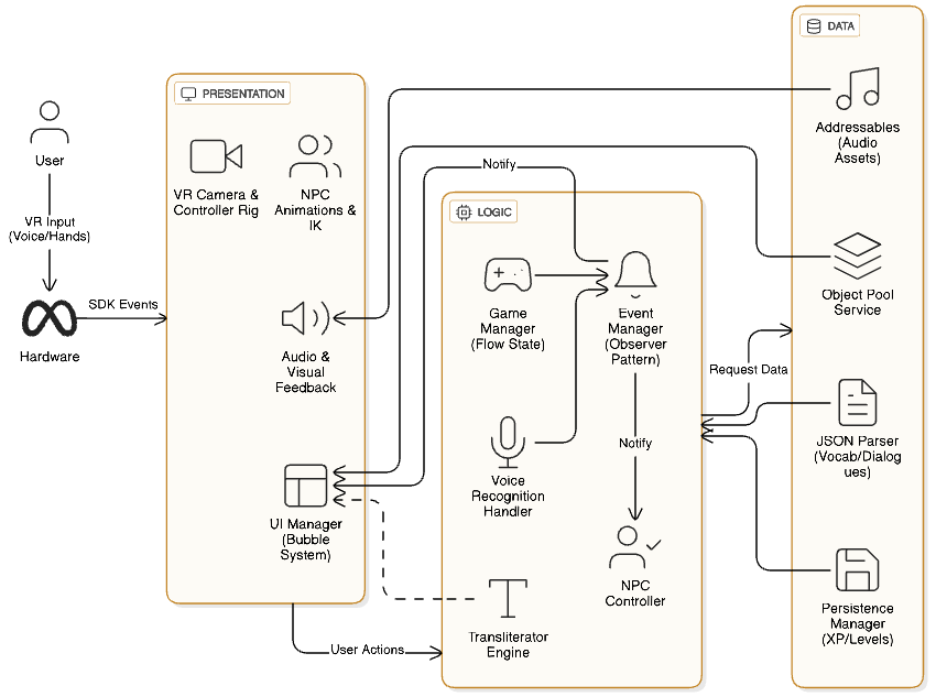 User
VR Input
(Voice/Hands)
Hardware
SDK Events
PRESENTATION
VR Camera &
Controller Rig
NPC
Animations &
IK
Audio &
Visual
Feedback
UI Manager
(Bubble
System)
User Actions
Notify
LOGIC
Game
Manager
(Flow State)
Event
Manager
(Observer
Pattern)
Voice
Recognition
Handler
Notify
NPC
Controller
Transliterator
Engine
Request Data
DATA
Addressables
(Audio
Assets)
Object Pool
Service
JSON Parser
(Vocab/Dialog
ues)
Persistence
Manager
(XP/Levels)